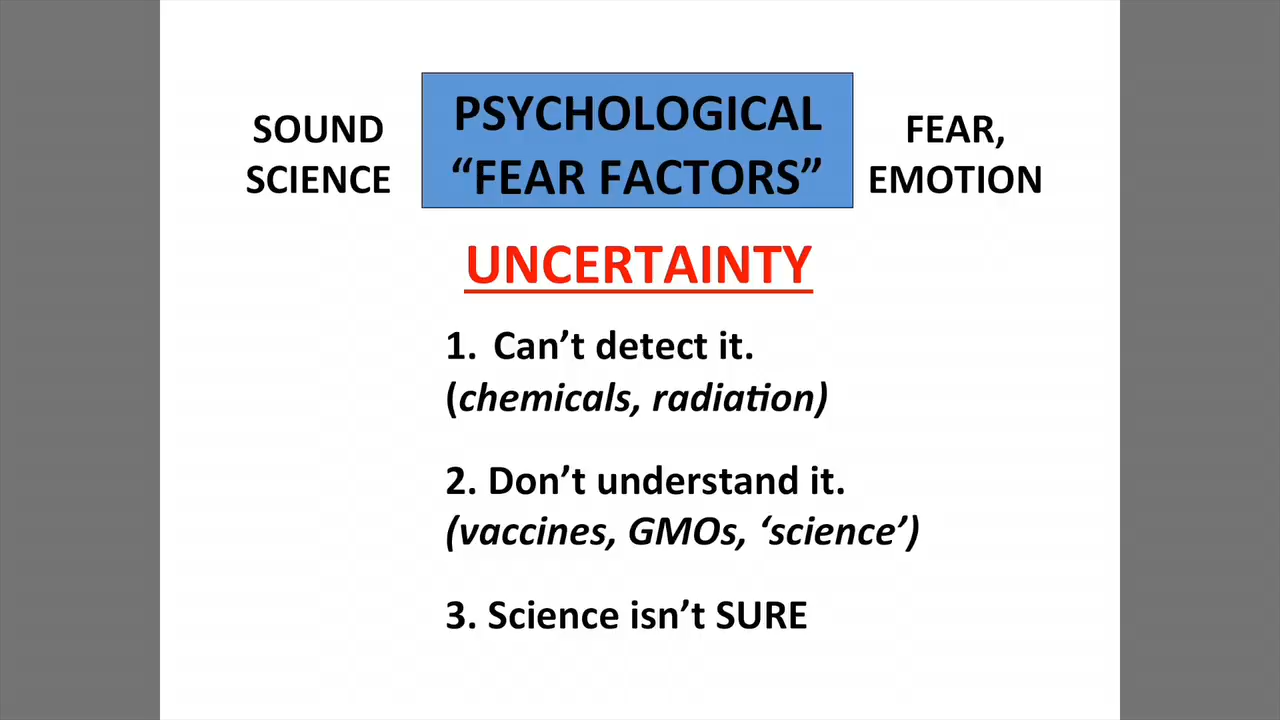 SOUND
SCIENCE
PSYCHOLOGICAL
“FEAR FACTORS”
FEAR,
EMOTION
UNCERTAINTY
1. Can’t detect it.
(chemicals, radiation)
2. Don’t understand it.
(vaccines, GMOs, ‘science’)
3. Science isn’t SURE